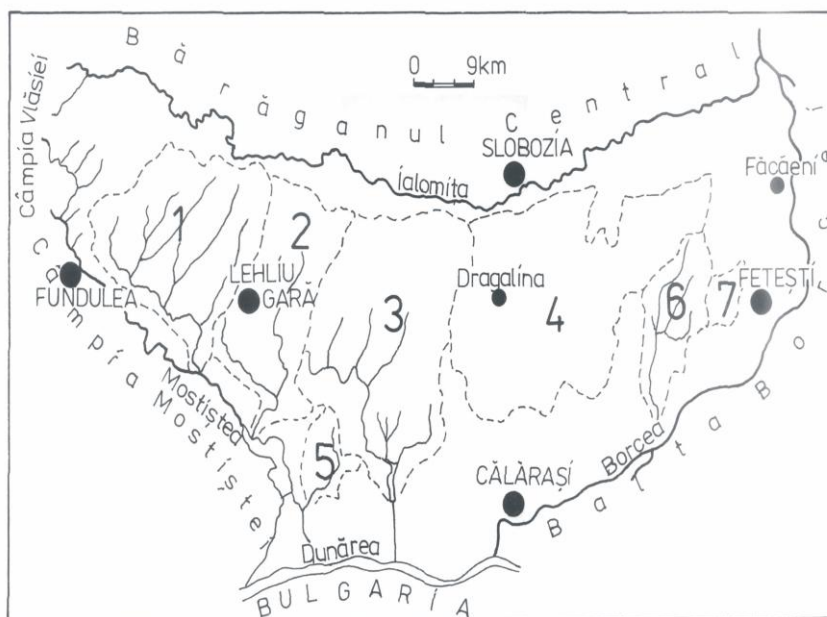 Bărăganul Central
0 9km
Câmpia Vlăsiei
SLOBOZIA
Ialomița
Făcăeni
1
2
LEHLIU GARĂ
FUNDULEA
3
Dragalina
4
6
7
FETEȘTI
Câmpia Mostiștei
Mostiștea
5
CĂLĂRAȘI
Borcea
Balta
Dunărea
BULGARIA